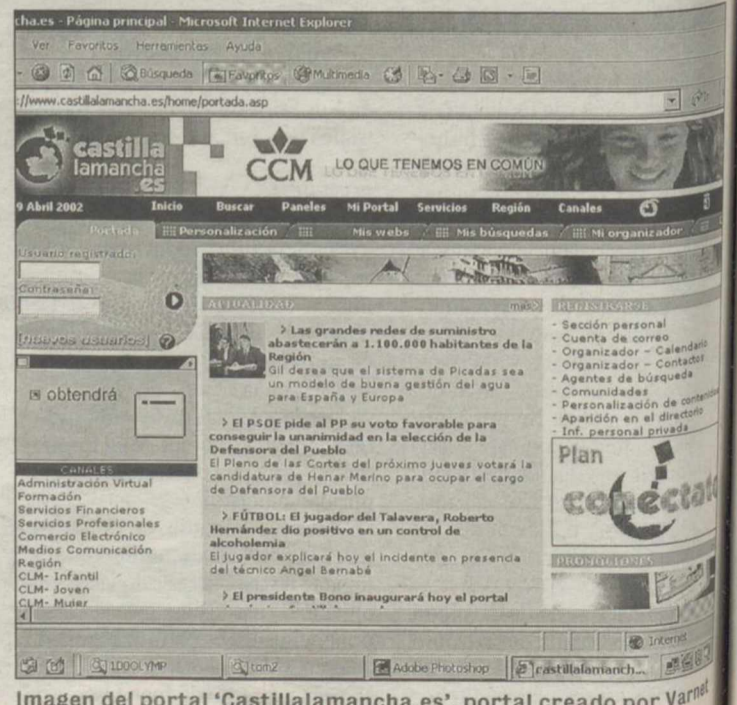 cha.es - Página principal - Microsoft Internet Explorer
Ver Favoritos Herramientas Ayuda
Búsqueda Favoritos Multimedia
://www.castillalamancha.es/home/portada.asp
castilla
lamancha
.es
CCM
LO QUE TENEMOS EN COMÚN
9 Abril 2002 Inicio Buscar Paneles Mi Portal Servicios Región Canales
Portada Personalización Mis webs Mis búsquedas Mi organizador
Usuario registrado:
Contraseña:
[nuevos usuarios]
obtendrá
CANALES
Administración Virtual
Formación
Servicios Financieros
Servicios Profesionales
Comercio Electrónico
Medios Comunicación
Región
CLM- Infantil
CLM- Joven
CLM- Mujer
ACTUALIDAD más>
> Las grandes redes de suministro
abastecerán a 1.100.000 habitantes de la
Región
Gil desea que el sistema de Picadas sea
un modelo de buena gestión del agua
para España y Europa
> El PSOE pide al PP su voto favorable para
conseguir la unanimidad en la elección de la
Defensora del Pueblo
El Pleno de las Cortes del próximo jueves votará la
candidatura de Henar Merino para ocupar el cargo
de Defensora del Pueblo
> FÚTBOL: El jugador del Talavera, Roberto
Hernández dio positivo en un control de
alcoholemia
El jugador explicará hoy el incidente en presencia
del técnico Angel Bernabé
> El presidente Bono inaugurará hoy el portal
REGISTRARSE
- Sección personal
- Cuenta de correo
- Organizador - Calendario
- Organizador - Contactos
- Agentes de búsqueda
- Comunidades
- Personalización de contenidos
- Aparición en el directorio
- Inf. personal privada
Plan
conéctate
PROMOCIONES
Internet
1DOOLYMP tom2 Adobe Photoshop castillalamanch...
Imagen del portal 'Castillalamancha.es', portal creado por Varnet